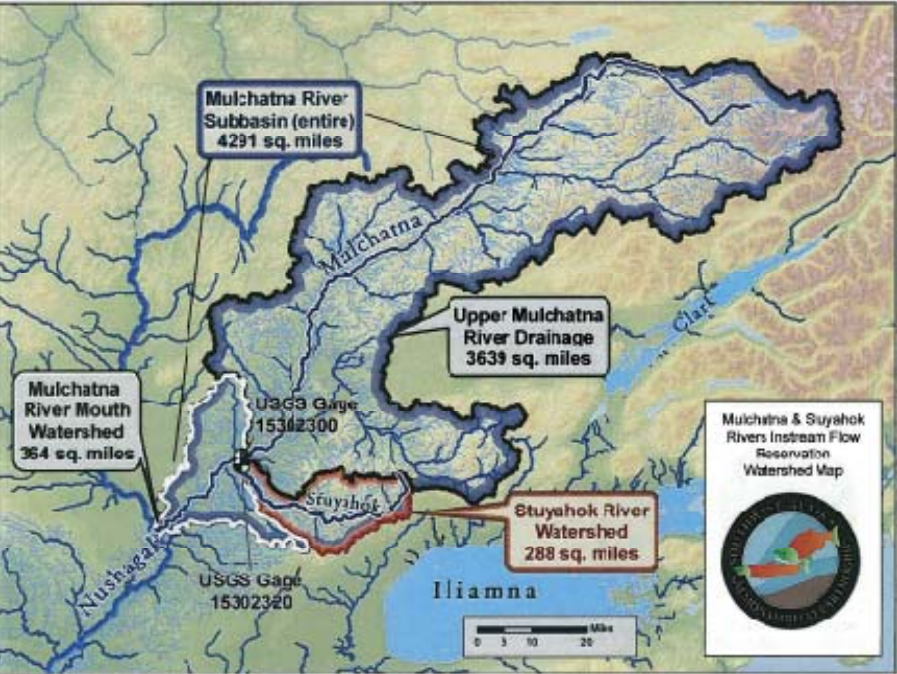 Mulchatna River
Subbasin (entire)
4291 sq. miles
Mulchatna
Clark
Upper Mulchatna
River Drainage
3639 sq. miles
Mulchatna
River Mouth
Watershed
364 sq. miles
USGS Gage
15302300
Stuyahok
Stuyahok River
Watershed
288 sq. miles
Nushagak
USGS Gage
15302320
Iliamna
Miles
0 5 10 20
Mulchatna & Stuyahok
Rivers Instream Flow
Reservation
Watershed Map